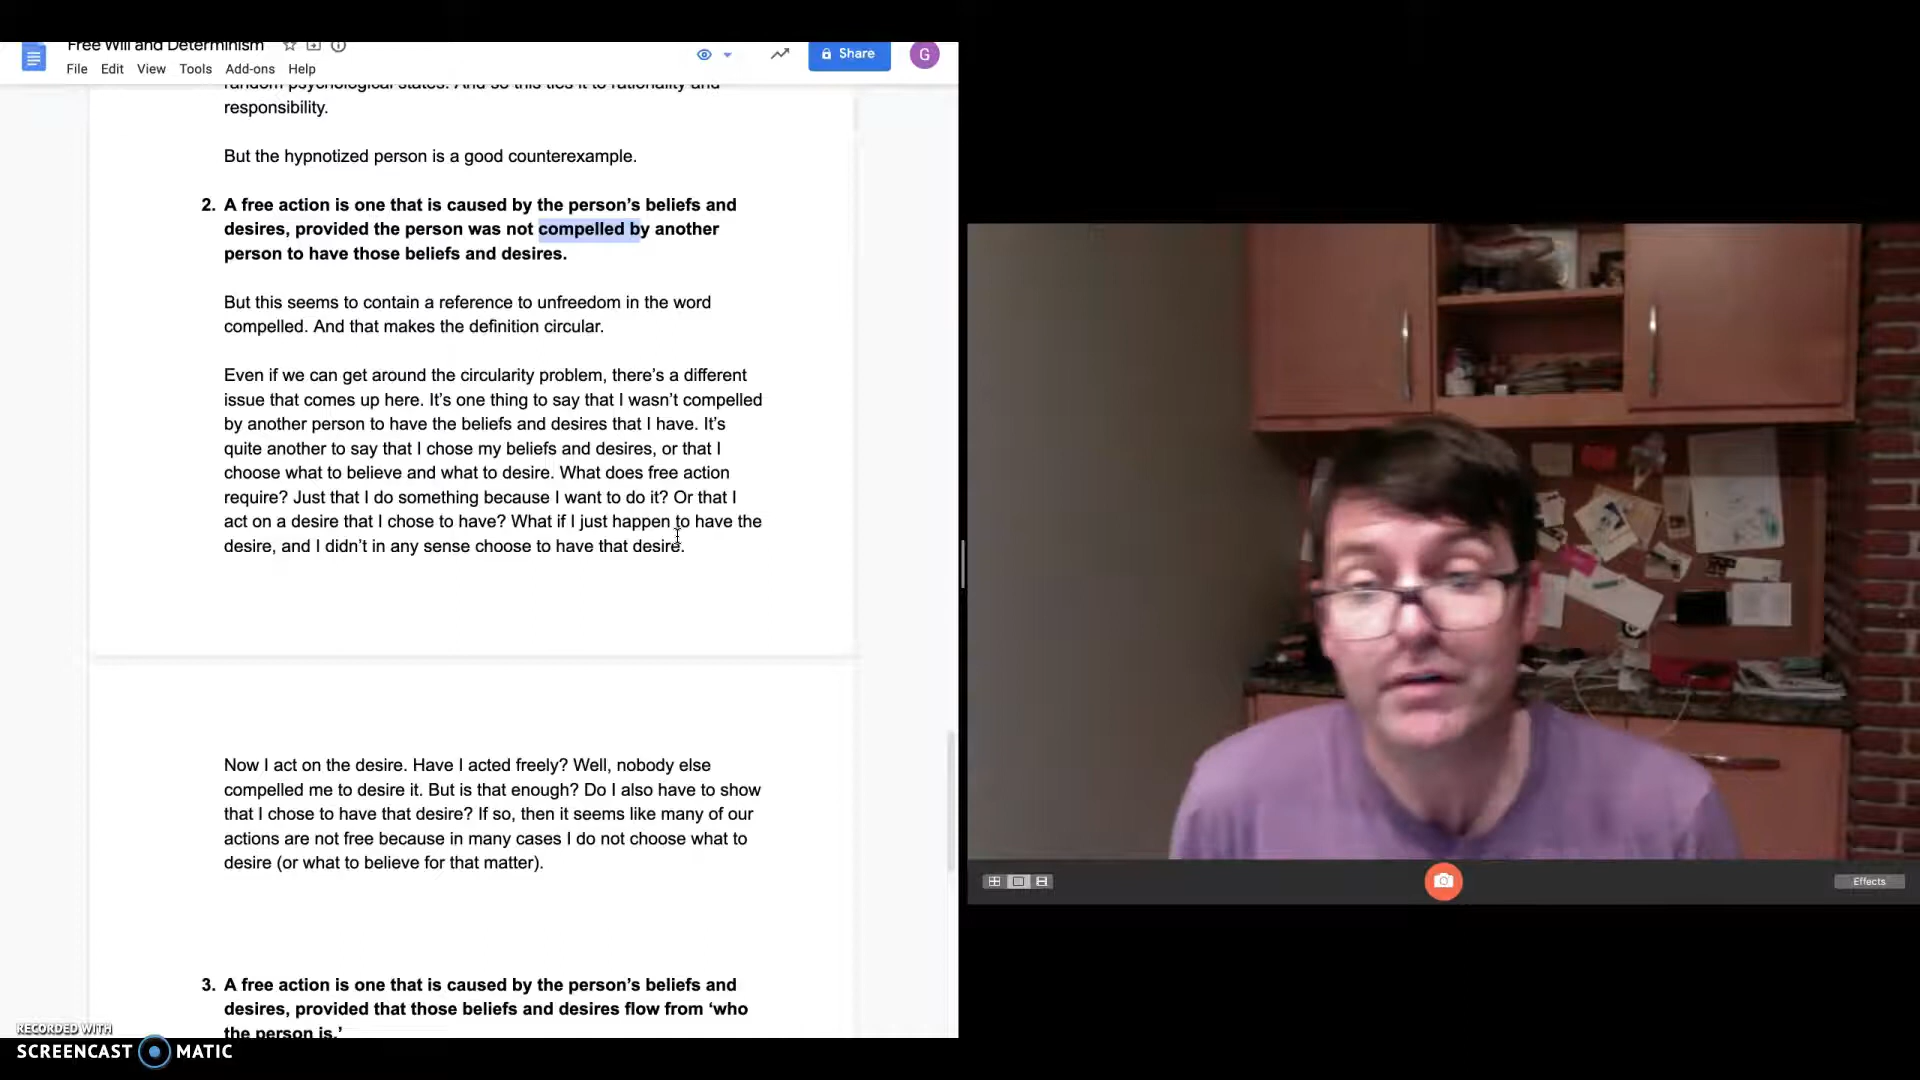 Free Will and Determinism
Share
G
File Edit View Tools Add-ons Help
random psychological states. And so this ties it to rationality and
responsibility.
But the hypnotized person is a good counterexample.
2. A free action is one that is caused by the person’s beliefs and
desires, provided the person was not compelled by another
person to have those beliefs and desires.
But this seems to contain a reference to unfreedom in the word
compelled. And that makes the definition circular.
Even if we can get around the circularity problem, there’s a different
issue that comes up here. It’s one thing to say that I wasn’t compelled
by another person to have the beliefs and desires that I have. It’s
quite another to say that I chose my beliefs and desires, or that I
choose what to believe and what to desire. What does free action
require? Just that I do something because I want to do it? Or that I
act on a desire that I chose to have? What if I just happen to have the
desire, and I didn’t in any sense choose to have that desire.
Now I act on the desire. Have I acted freely? Well, nobody else
compelled me to desire it. But is that enough? Do I also have to show
that I chose to have that desire? If so, then it seems like many of our
actions are not free because in many cases I do not choose what to
desire (or what to believe for that matter).
3. A free action is one that is caused by the person’s beliefs and
desires, provided that those beliefs and desires flow from ‘who
the person is.’
Effects
RECORDED WITH
SCREENCAST MATIC